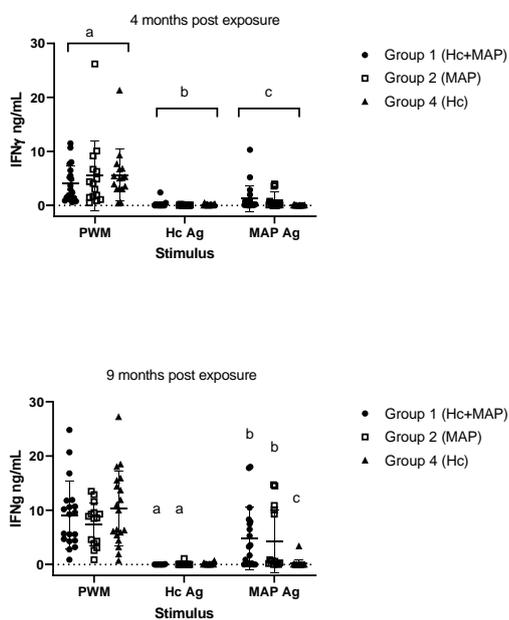 4 months post exposure
a
b
c
30
20
10
0
IFNγ ng/mL
PWM
Hc Ag
MAP Ag
Stimulus
Group 1 (Hc+MAP)
Group 2 (MAP)
Group 4 (Hc)
9 months post exposure
b
b
c
a
a
30
20
10
0
IFNg ng/mL
PWM
Hc Ag
MAP Ag
Stimulus
Group 1 (Hc+MAP)
Group 2 (MAP)
Group 4 (Hc)